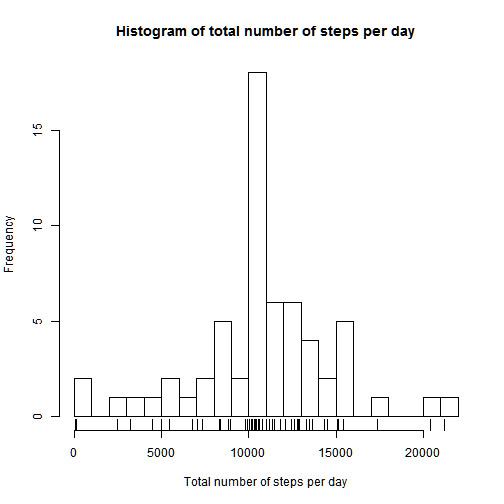 Histogram of total number of steps per day
Frequency
15
10
5
0
0 5000 10000 15000 20000
Total number of steps per day